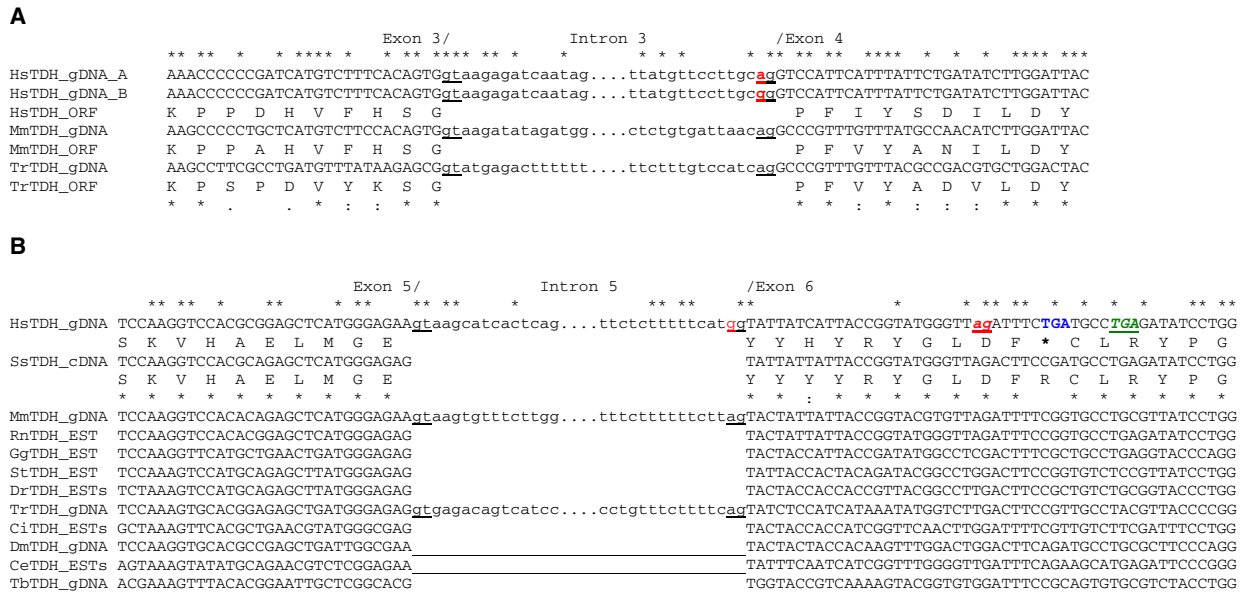 A
Exon 3/ Intron 3 /Exon 4
** ** * * **** * ** ** ** * * * * * * ** ** * **** * * * ** ***
HsTDH_gDNA_A AAACCCCCCGATCATGTCTTTCACAGTGgtaagagatcaatag....ttatgttccttgcagGTCCATTCATTTATTCTGATATCTTGGATTAC
HsTDH_gDNA_B AAACCCCCCGATCATGTCTTTCACAGTGgtaagagatcaatag....ttatgttccttgcggGTCCATTCATTTATTCTGATATCTTGGATTAC
HsTDH_ORF K P P D H V F H S G P F I Y S D I L D Y
MmTDH_gDNA AAGCCCCCTGCTCATGTCTTCCACAGTGgtaagatatagatgg....ctctgtgattaacagGCCCGTTTGTTTATGCCAACATCTTGGATTAC
MmTDH_ORF K P P A H V F H S G P F V Y A N I L D Y
TrTDH_gDNA AAGCCTTCGCCTGATGTTTATAAGAGCGgtatgagactttttt....ttctttgtccatcagGCCCGTTTGTTTACGCCGACGTGCTGGACTAC
TrTDH_ORF K P S P D V Y K S G P F V Y A D V L D Y
* * . . * : : * * * * : * : : * * *
B
Exon 5/ Intron 5 /Exon 6
** ** * * * ** ** ** * ** ** ** * * ** ** * * * * ** **
HsTDH_gDNA TCCAAGGTCCACGCGGAGCTCATGGGAGAAgtaagcatcactcag....ttctctttttcatggTATTATCATTACCGGTATGGGTTagATTTCTGATGCCTGAGATATCCTGG
S K V H A E L M G E Y Y H Y R Y G L D F * C L R Y P G
SsTDH_cDNA TCCAAGGTCCACGCAGAGCTCATGGGAGAG TATTATTATTACCGGTATGGGTTAGACTTCCGATGCCTGAGATATCCTGG
S K V H A E L M G E Y Y Y Y R Y G L D F R C L R Y P G
* * * * * * * * * * * * : * * * * * * * * * * * *
MmTDH_gDNA TCCAAGGTCCACACAGAGCTCATGGGAGAAgtaagtgtttcttgg....tttctttttttcttagTACTATTATTACCGGTACGTGTTAGATTTTCGGTGCCTGCGTTATCCTGG
RnTDH_EST TCCAAGGTCCACACGGAGCTCATGGGAGAG TACTATTATTACCGGTATGGGTTAGATTTCCGGTGCCTGAGATATCCTGG
GgTDH_EST TCCAAGGTTCATGCTGAACTGATGGGAGAG TACTACCATTACCGATATGGCCTCGACTTTCGCTGCCTGAGGTACCCAGG
StTDH_EST TCCAAAGTCCATGCAGAGCTTATGGGAGAG TATTACCACTACAGATACGGCCTGGACTTCCGGTGTCTCCGTTATCCTGG
DrTDH_ESTs TCTAAAGTCCATGCAGAGCTTATGGGAGAG TACTACCACCACCGTTACGGCCTTGACTTCCGCTGTCTGCGGTACCCTGG
TrTDH_gDNA TCCAAAGTGCACGGAGAGCTGATGGGAGAGgtgagacagtcatcc....cctgtttcttttcagTATCTCCATCATAAATATGGTCTTGACTTCCGTTGCCTACGTTACCCCGG
CiTDH_ESTs GCTAAAGTTCACGCTGAACGTATGGGCGAG TACTACCACCATCGGTTCAACTTGGATTTTCGTTGTCTTCGATTTCCTGG
DmTDH_gDNA TCCAAGGTGCACGCCGAGCTGATTGGCGAA TACTACTACCACAAGTTTGGACTGGACTTCAGATGCCTGCGCTTCCCAGG
CeTDH_ESTs AGTAAAGTATATGCAGAACGTCTCGGAGAA TATTTCAATCATCGGTTTGGGGTTGATTTCAGAAGCATGAGATTCCCGGG
TbTDH_gDNA ACGAAAGTTTACACGGAATTGCTCGGCACG TGGTACCGTCAAAAGTACGGTGTGGATTTCCGCAGTGTGCGTCTACCTGG